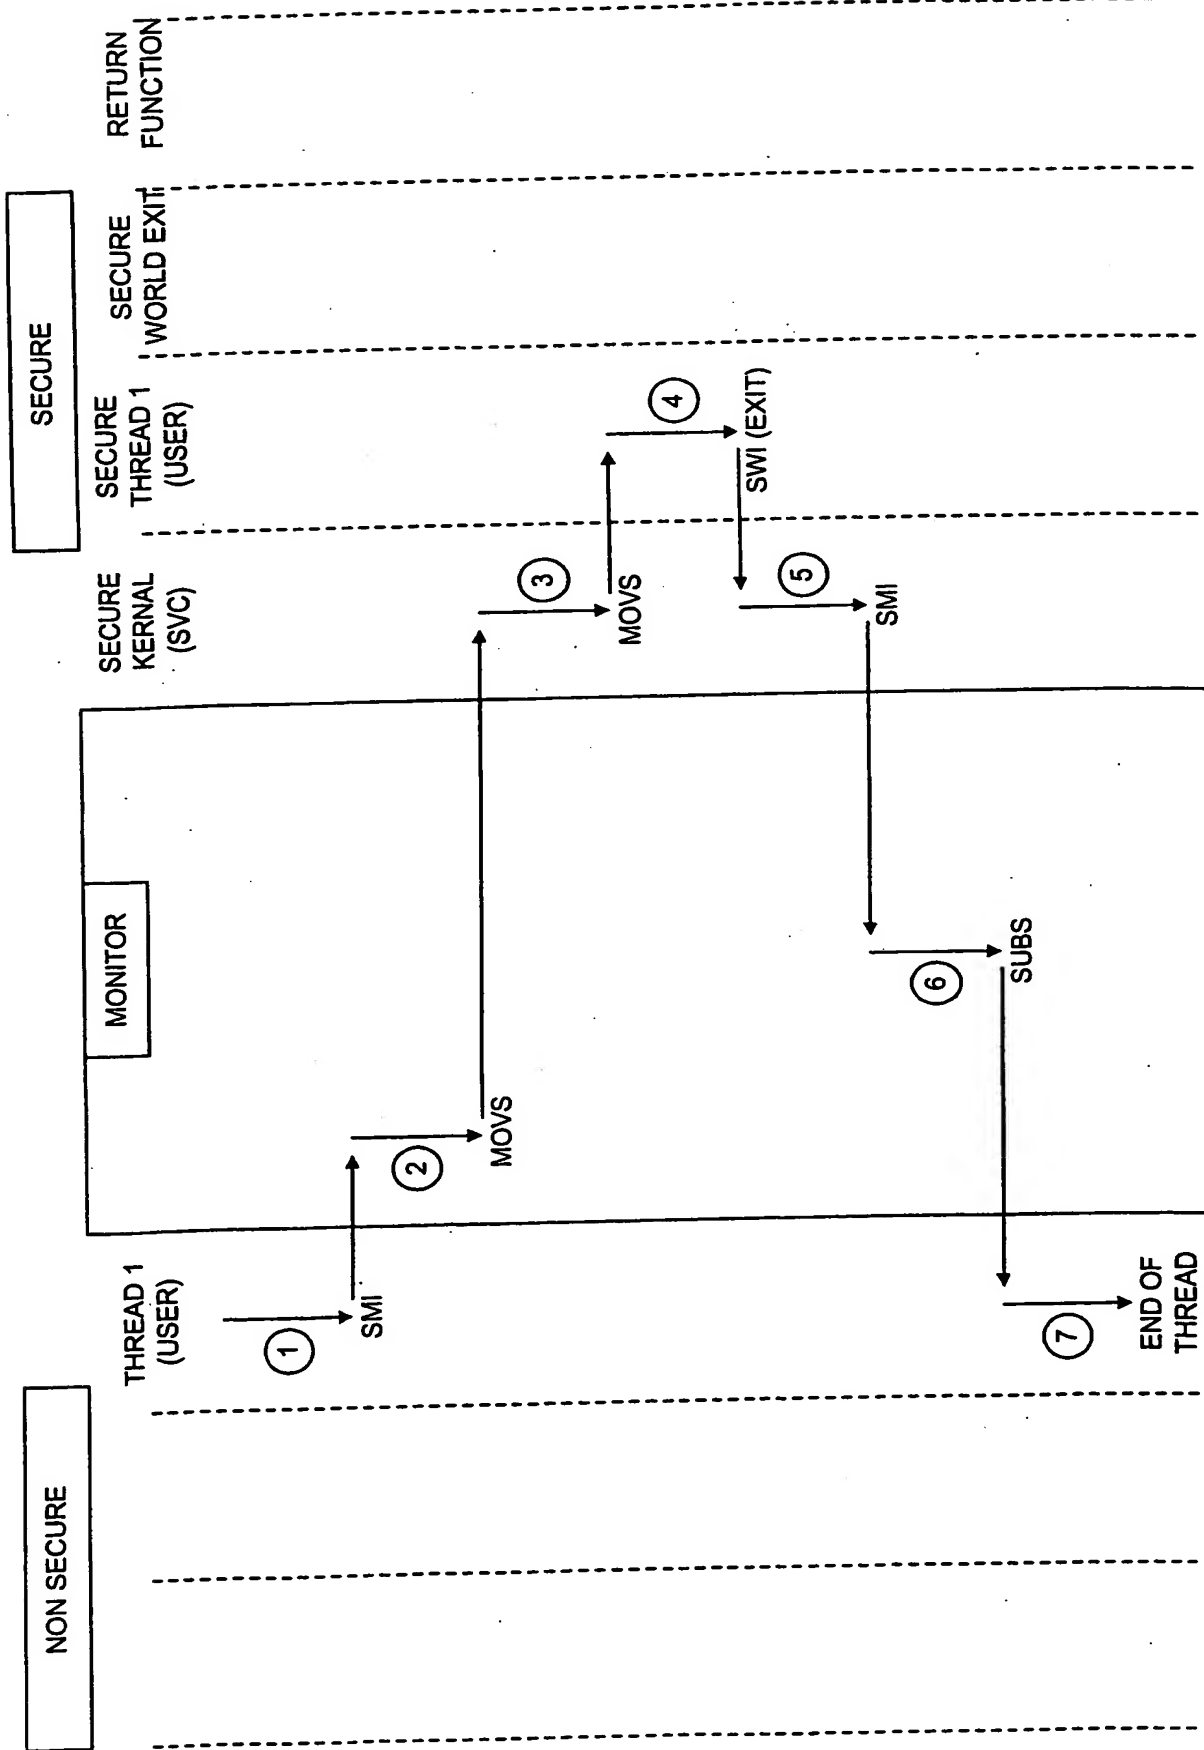 NON SECURE
MONITOR
SECURE
THREAD 1
(USER)
SECURE
KERNAL
(SVC)
SECURE
THREAD 1
(USER)
SECURE
WORLD EXIT
RETURN
FUNCTION
1
SMI
2
MOVS
3
MOVS
4
SWI (EXIT)
5
SMI
6
SUBS
7
END OF
THREAD